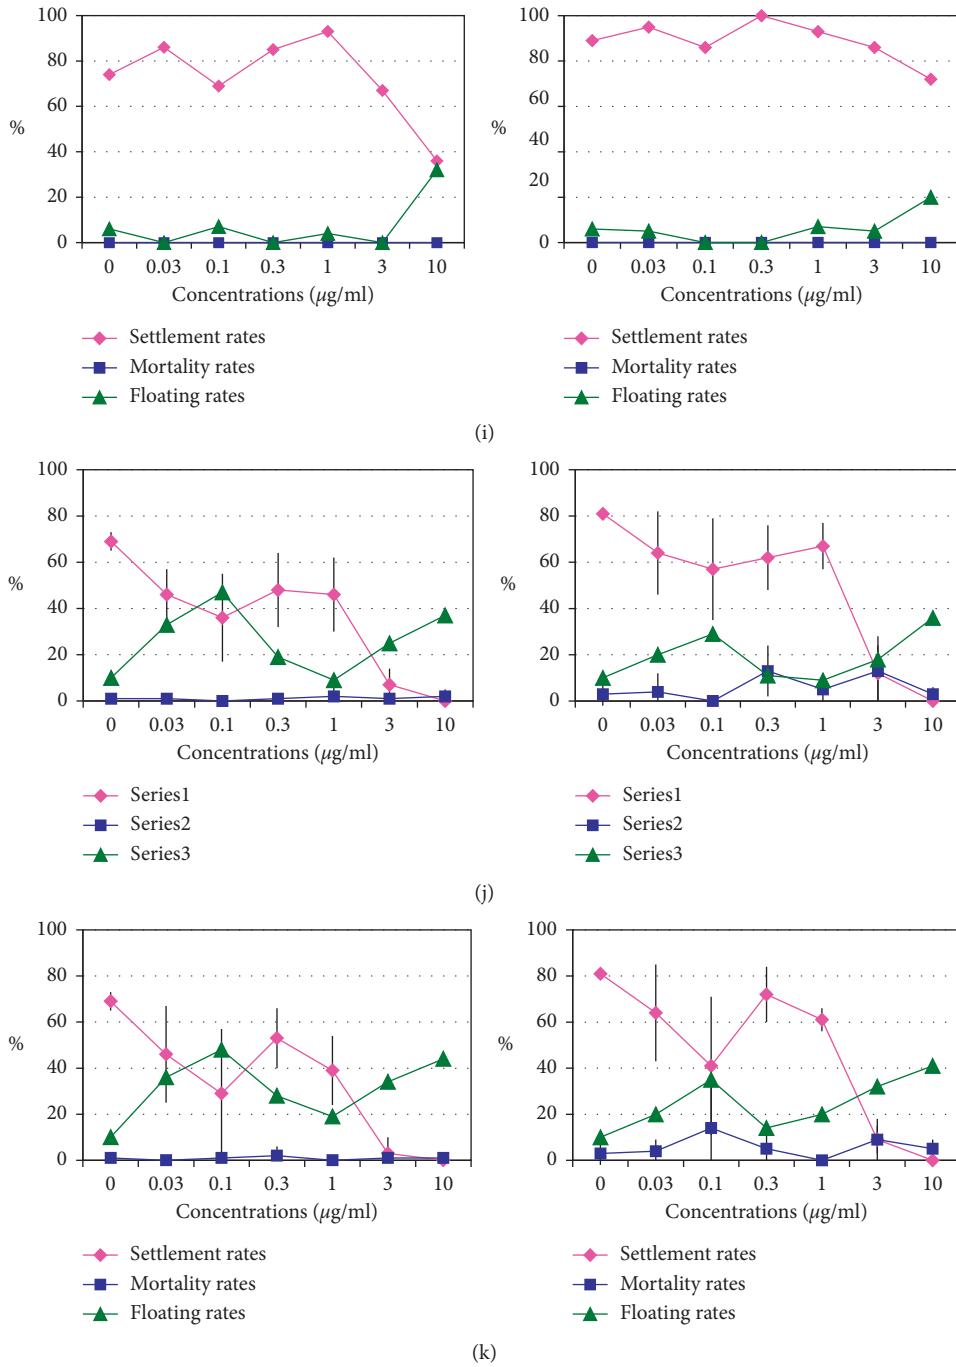 100
80
60
%
40
20
0
0 0.03 0.1 0.3 1 3 10
Concentrations (µg/ml)
Settlement rates
Mortality rates
Floating rates
100
80
60
%
40
20
0
0 0.03 0.1 0.3 1 3 10
Concentrations (µg/ml)
Settlement rates
Mortality rates
Floating rates
(i)
100
80
60
%
40
20
0
0 0.03 0.1 0.3 1 3 10
Concentrations (µg/ml)
Series1
Series2
Series3
100
80
60
%
40
20
0
0 0.03 0.1 0.3 1 3 10
Concentrations (µg/ml)
Series1
Series2
Series3
(j)
100
80
60
%
40
20
0
0 0.03 0.1 0.3 1 3 10
Concentrations (µg/ml)
Settlement rates
Mortality rates
Floating rates
100
80
60
%
40
20
0
0 0.03 0.1 0.3 1 3 10
Concentrations (µg/ml)
Settlement rates
Mortality rates
Floating rates
(k)